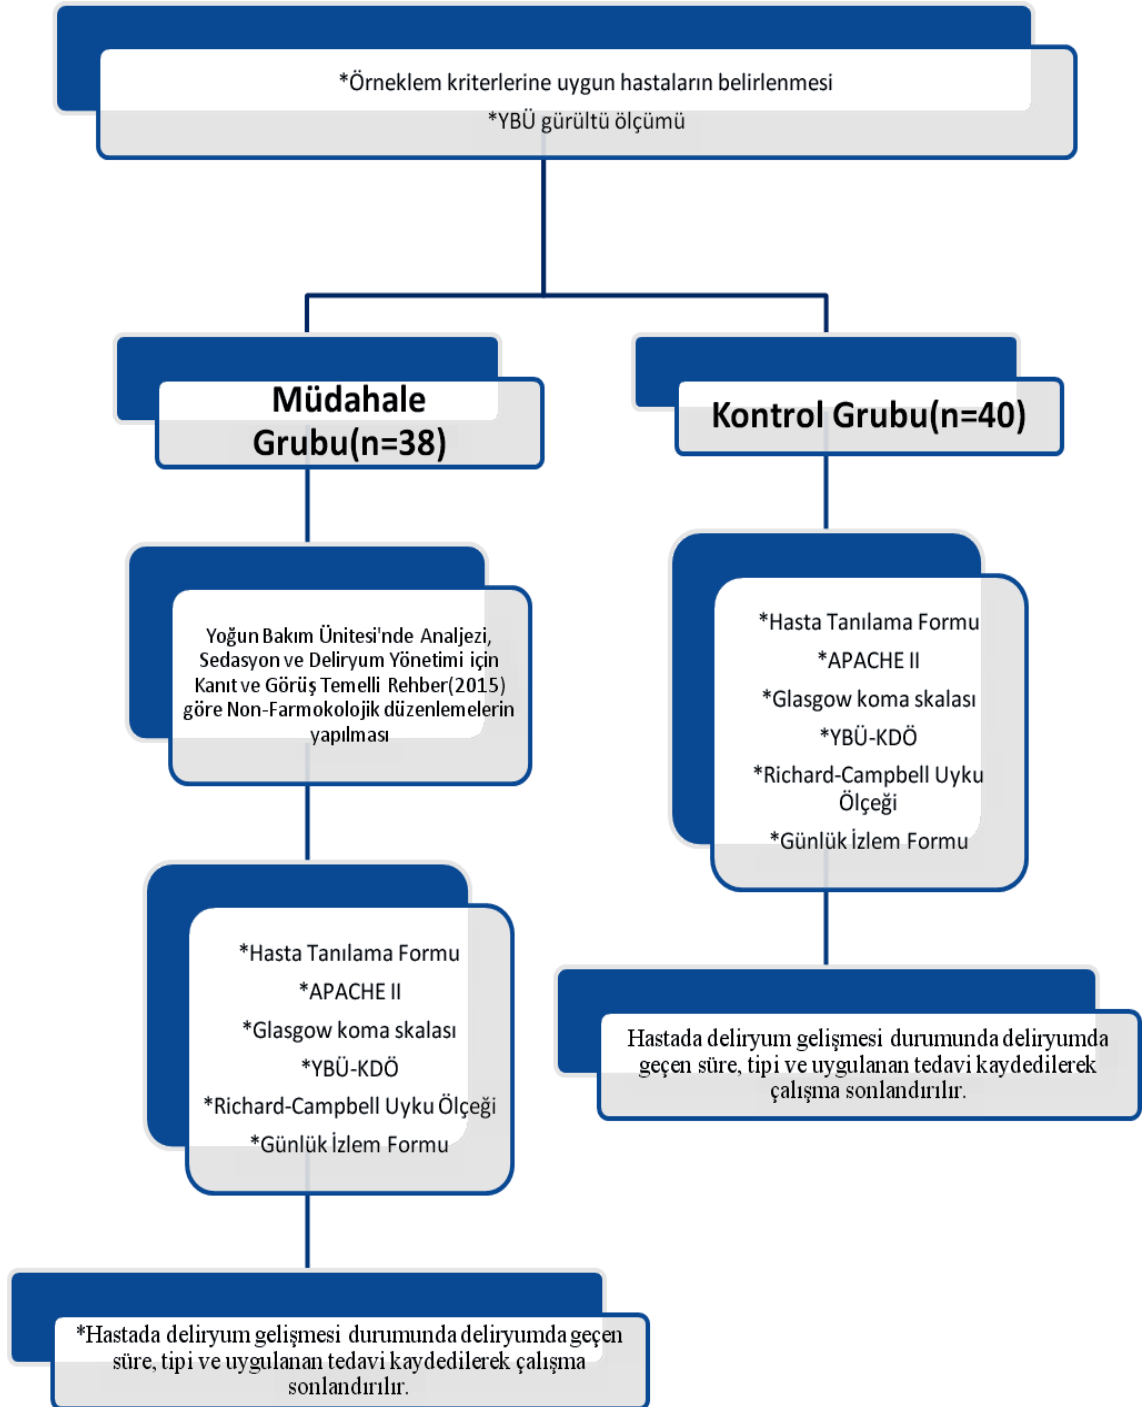 *Örneklem kriterlerine uygun hastaların belirlenmesi
*YBÜ gürültü ölçümü
Müdahale
Grubu(n=38)
Yoğun Bakım Ünitesi'nde Analjezi,
Sedasyon ve Deliryum Yönetimi için
Kanıt ve Görüş Temelli Rehber(2015)
göre Non-Farmokolojik düzenlemelerin
yapılması
*Hasta Tanılama Formu
*APACHE II
*Glasgow koma skalası
*YBÜ-KDÖ
*Richard-Campbell Uyku Ölçeği
*Günlük İzlem Formu
*Hastada deliryum gelişmesi durumunda deliryumda geçen
süre, tipi ve uygulanan tedavi kaydedilerek çalışma
sonlandırılır.
Kontrol Grubu(n=40)
*Hasta Tanılama Formu
*APACHE II
*Glasgow koma skalası
*YBÜ-KDÖ
*Richard-Campbell Uyku
Ölçeği
*Günlük İzlem Formu
Hastada deliryum gelişmesi durumunda deliryumda
geçen süre, tipi ve uygulanan tedavi kaydedilerek
çalışma sonlandırılır.